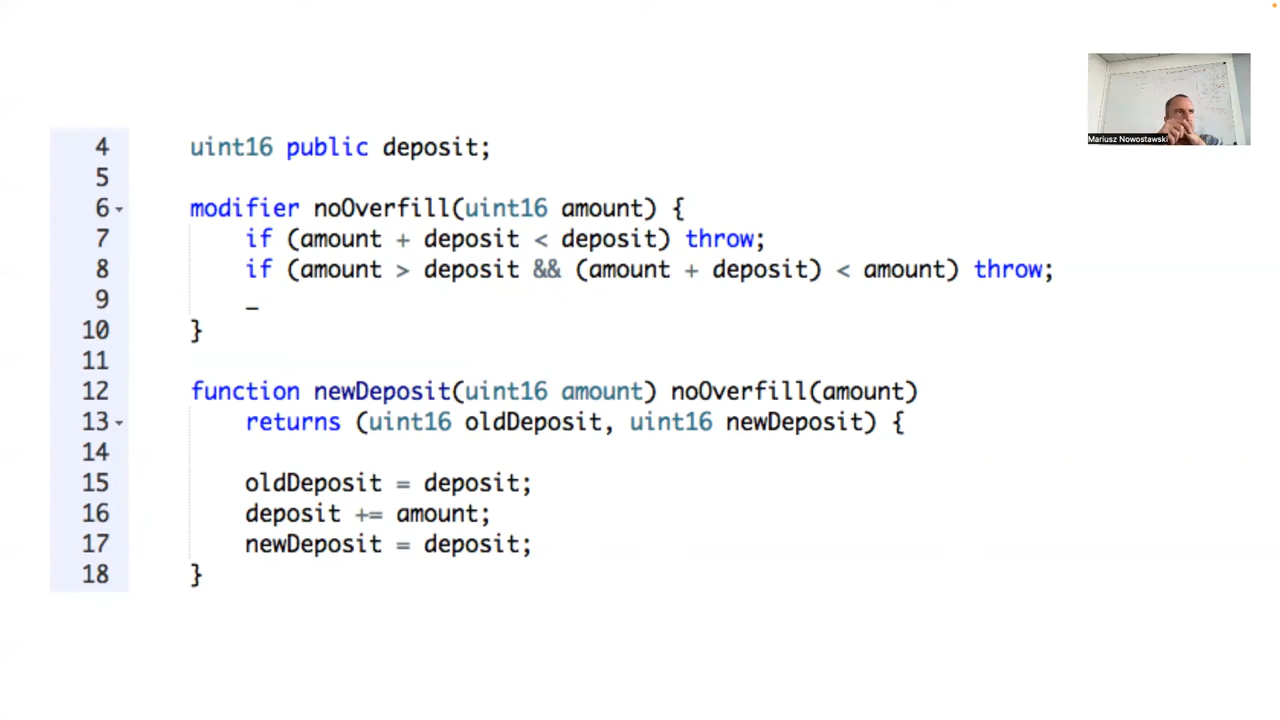 Mariusz Nowostawski
4 uint16 public deposit;
5
6 modifier noOverfill(uint16 amount) {
7 if (amount + deposit < deposit) throw;
8 if (amount > deposit && (amount + deposit) < amount) throw;
9 _
10 }
11
12 function newDeposit(uint16 amount) noOverfill(amount)
13 returns (uint16 oldDeposit, uint16 newDeposit) {
14
15 oldDeposit = deposit;
16 deposit += amount;
17 newDeposit = deposit;
18 }